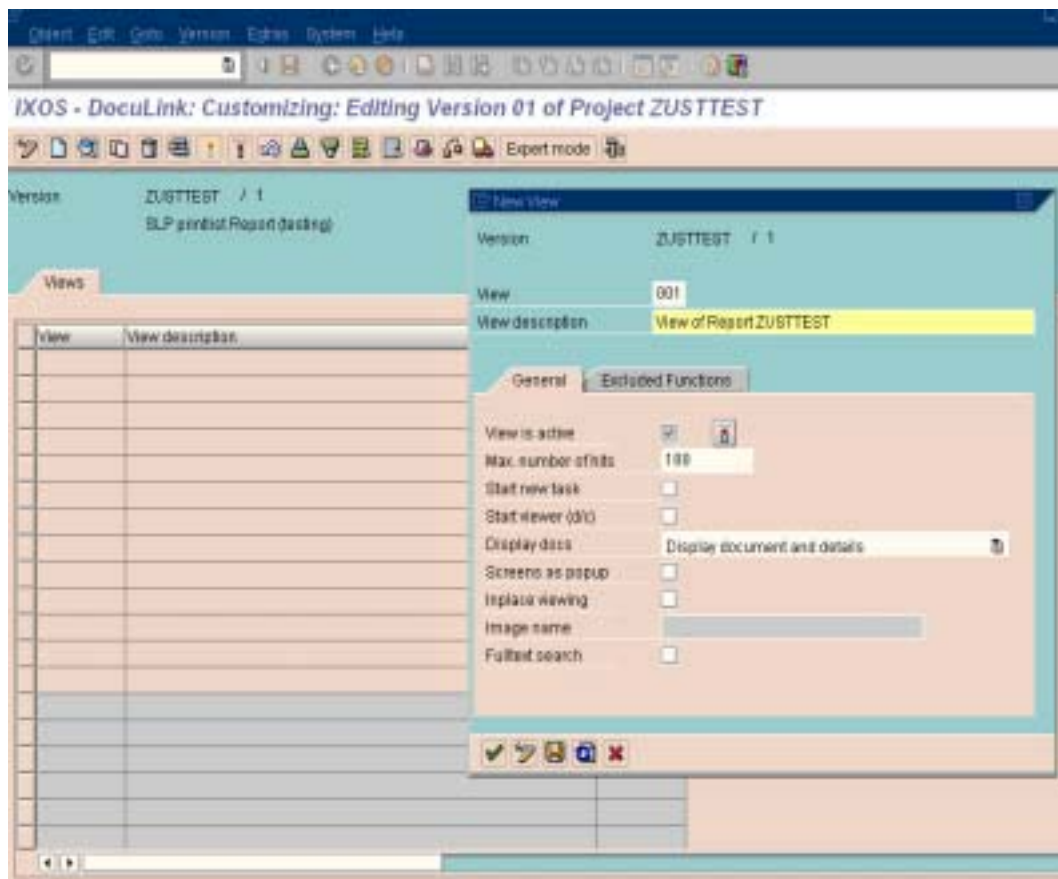 Object Edit Goto Version Extras System Help
IXOS - DocuLink: Customizing: Editing Version 01 of Project ZUSTTEST
Expert mode
Version ZUSTTEST / 1
SLP printlist Report (testing)
Views
View View description
New View
Version ZUSTTEST / 1
View 001
View description View of Report ZUSTTEST
General Excluded Functions
View is active
Max. number of hits 100
Start new task
Start viewer (d/c)
Display docs Display document and details
Screens as popup
Inplace viewing
Image name
Fulltext search